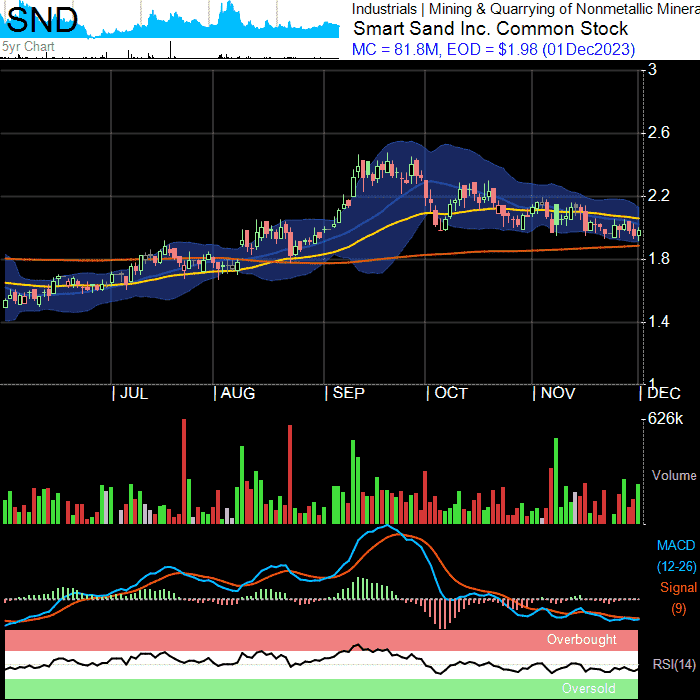 SND
Industrials | Mining & Quarrying of Nonmetallic Minera
Smart Sand Inc. Common Stock
5yr Chart
MC = 81.8M, EOD = $1.98 (01Dec2023)
3
2.6
2.2
1.8
1.4
1
JUL
AUG
SEP
OCT
NOV
DEC
626k
Volume
MACD
(12-26)
Signal
(9)
Overbought
RSI(14)
Oversold